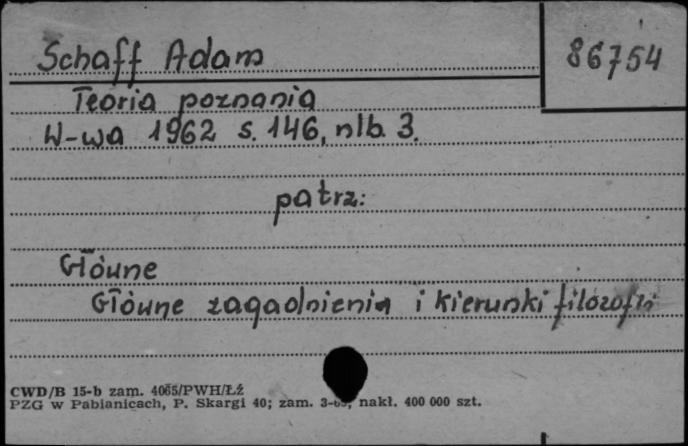 Schaff Adam
86754
Teoria poznania
W-wa 1962 s. 146, nlb. 3.
patrz:
Główne
Główne zagadnienia i kierunki filozofii
CWD/B 15-b zam. 4065/PWH/Łź
PZG w Pabianicach, P. Skargi 40; zam. nakł. 400 000 szt.